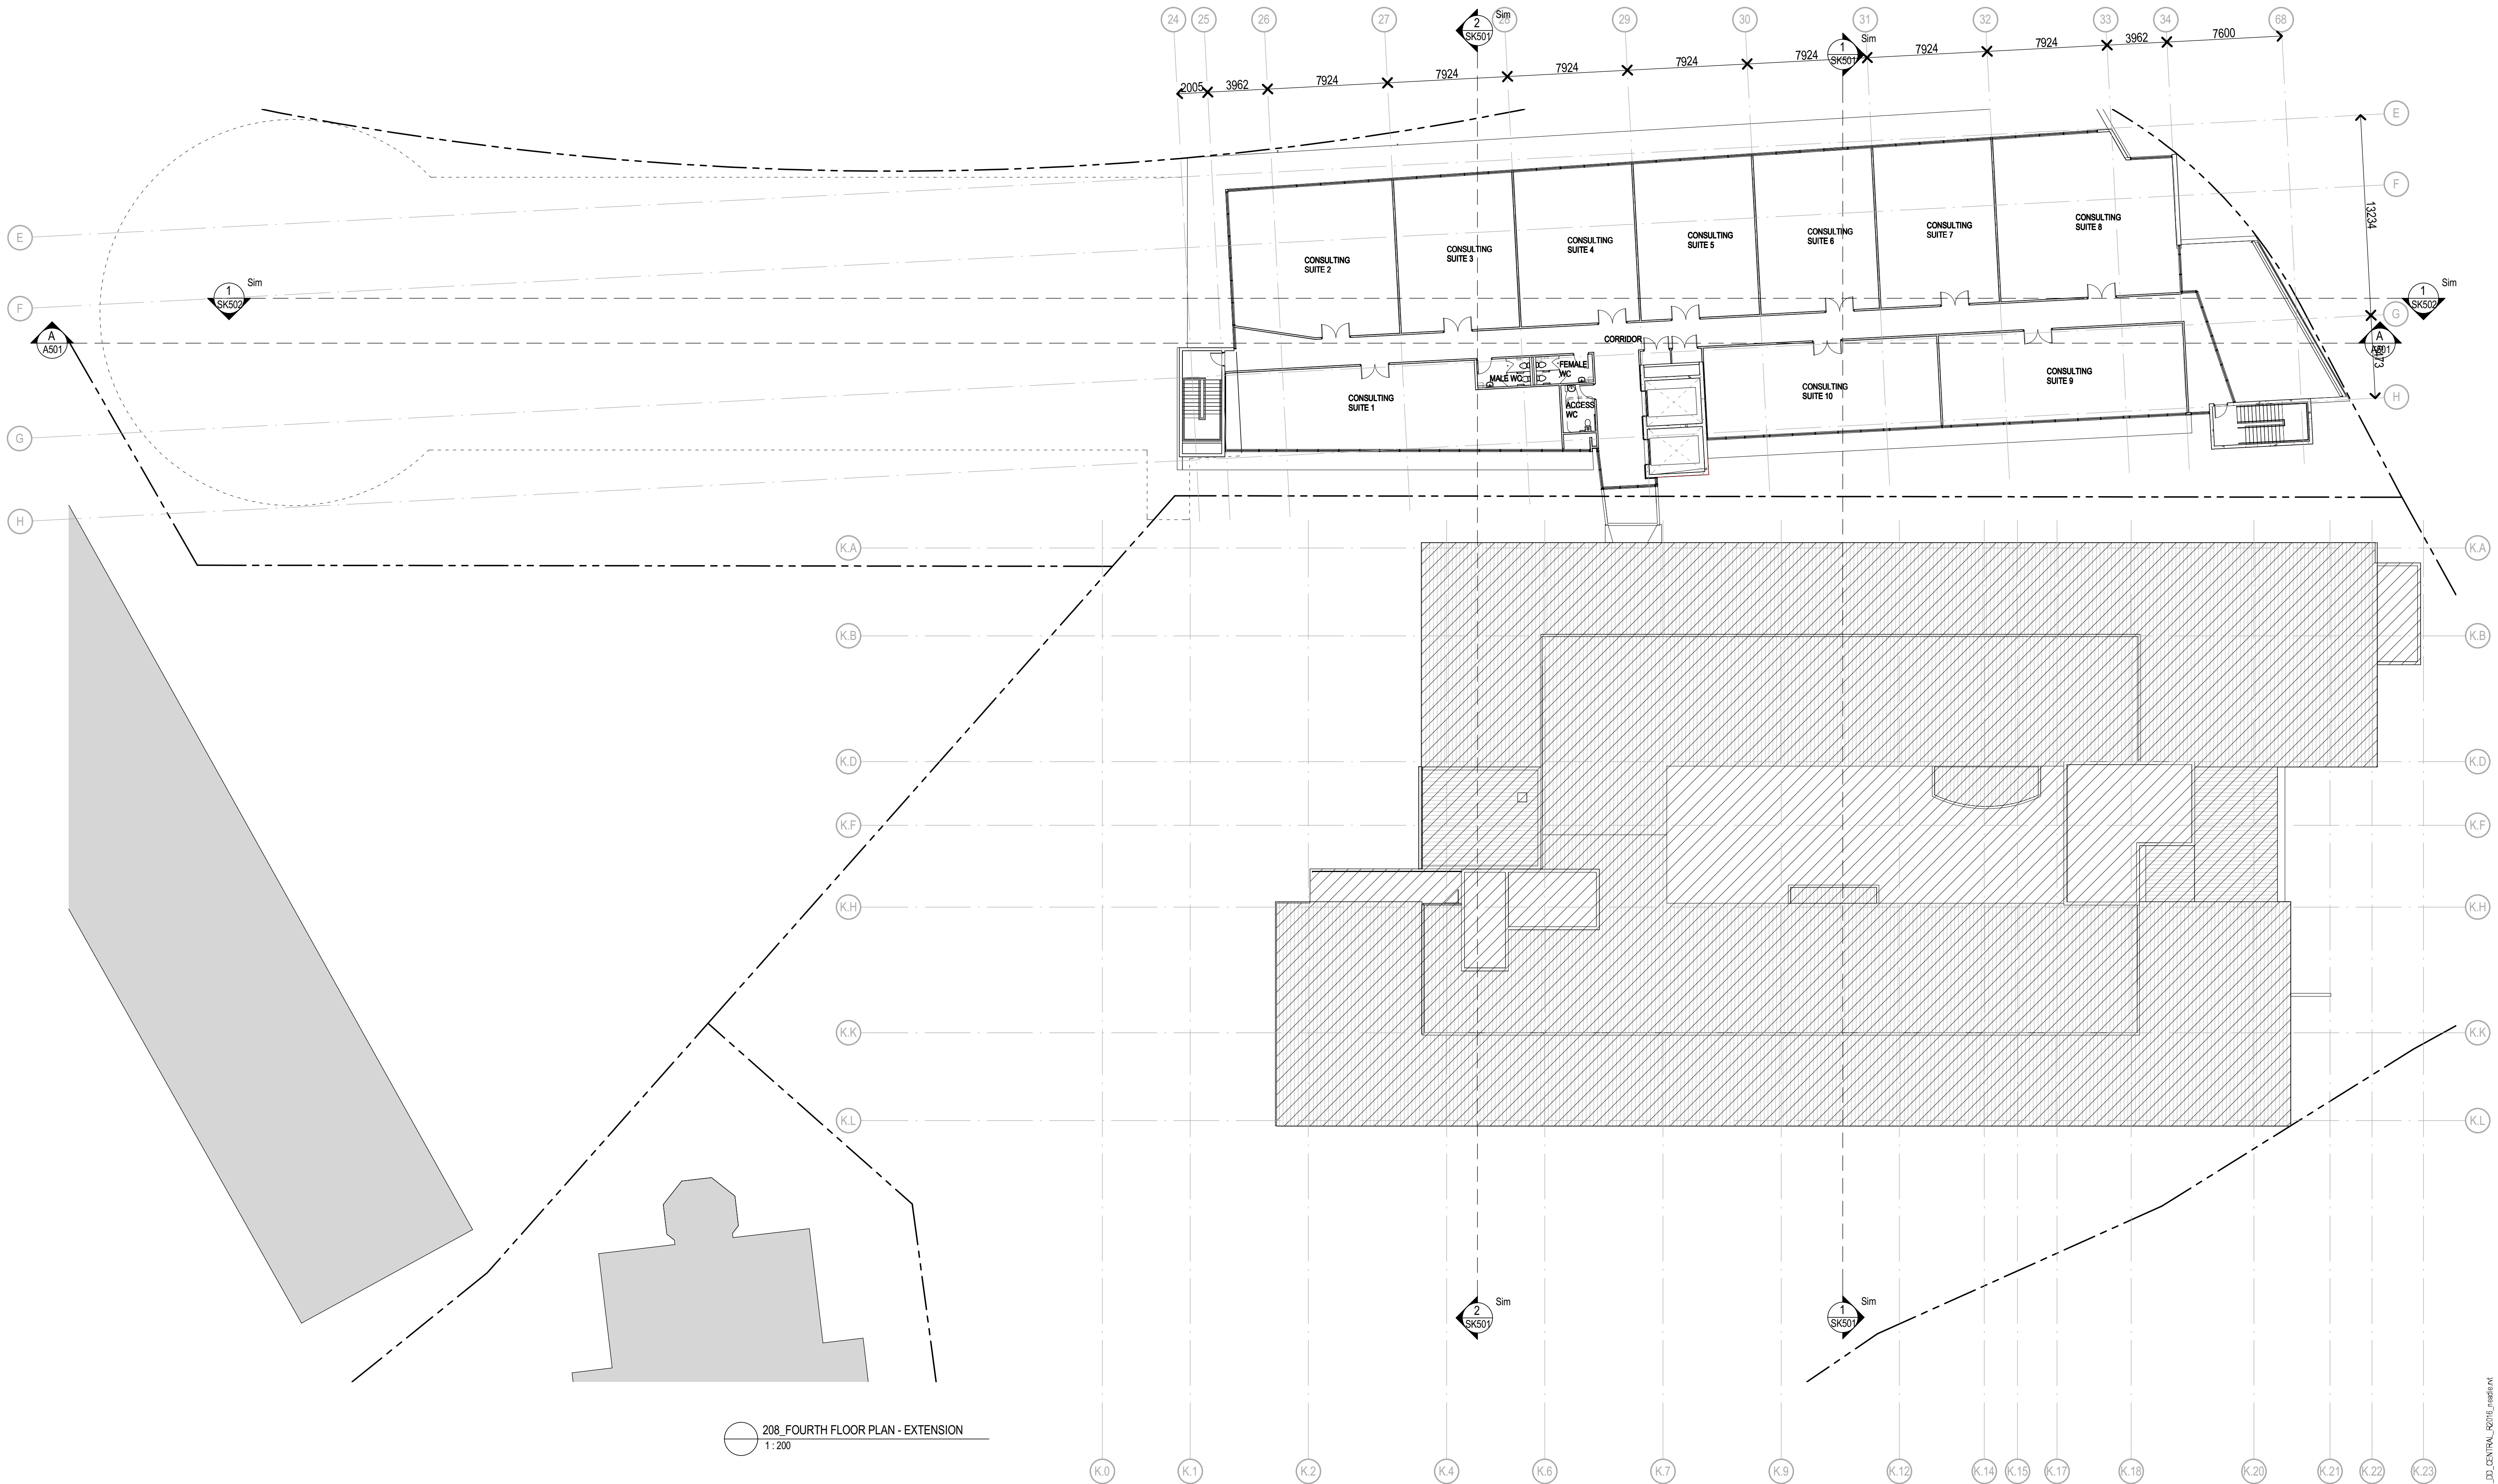 24 25 26 27 28 29 30 31 32 33 34 68
2 SK501 Sim
1 SK501 Sim
2005 3962 7924 7924 7924 7924 7924 7924 7924 3962 7600
E
F
G
H
E
F
G
H
13234
1 SK502 Sim
1 SK502 Sim
A A501
A A501
CONSULTING
SUITE 2
CONSULTING
SUITE 3
CONSULTING
SUITE 4
CONSULTING
SUITE 5
CONSULTING
SUITE 6
CONSULTING
SUITE 7
CONSULTING
SUITE 8
CORRIDOR
CONSULTING
SUITE 1
MALE WC
FEMALE
WC
ACCESS
WC
CONSULTING
SUITE 10
CONSULTING
SUITE 9
K.A K.A
K.B K.B
K.D K.D
K.F K.F
K.H K.H
K.K K.K
K.L K.L
2 SK501 Sim
1 SK501 Sim
208_FOURTH FLOOR PLAN - EXTENSION
1 : 200
K.0 K.1 K.2 K.4 K.6 K.7 K.9 K.12 K.14 K.15 K.17 K.18 K.20 K.21 K.22 K.23